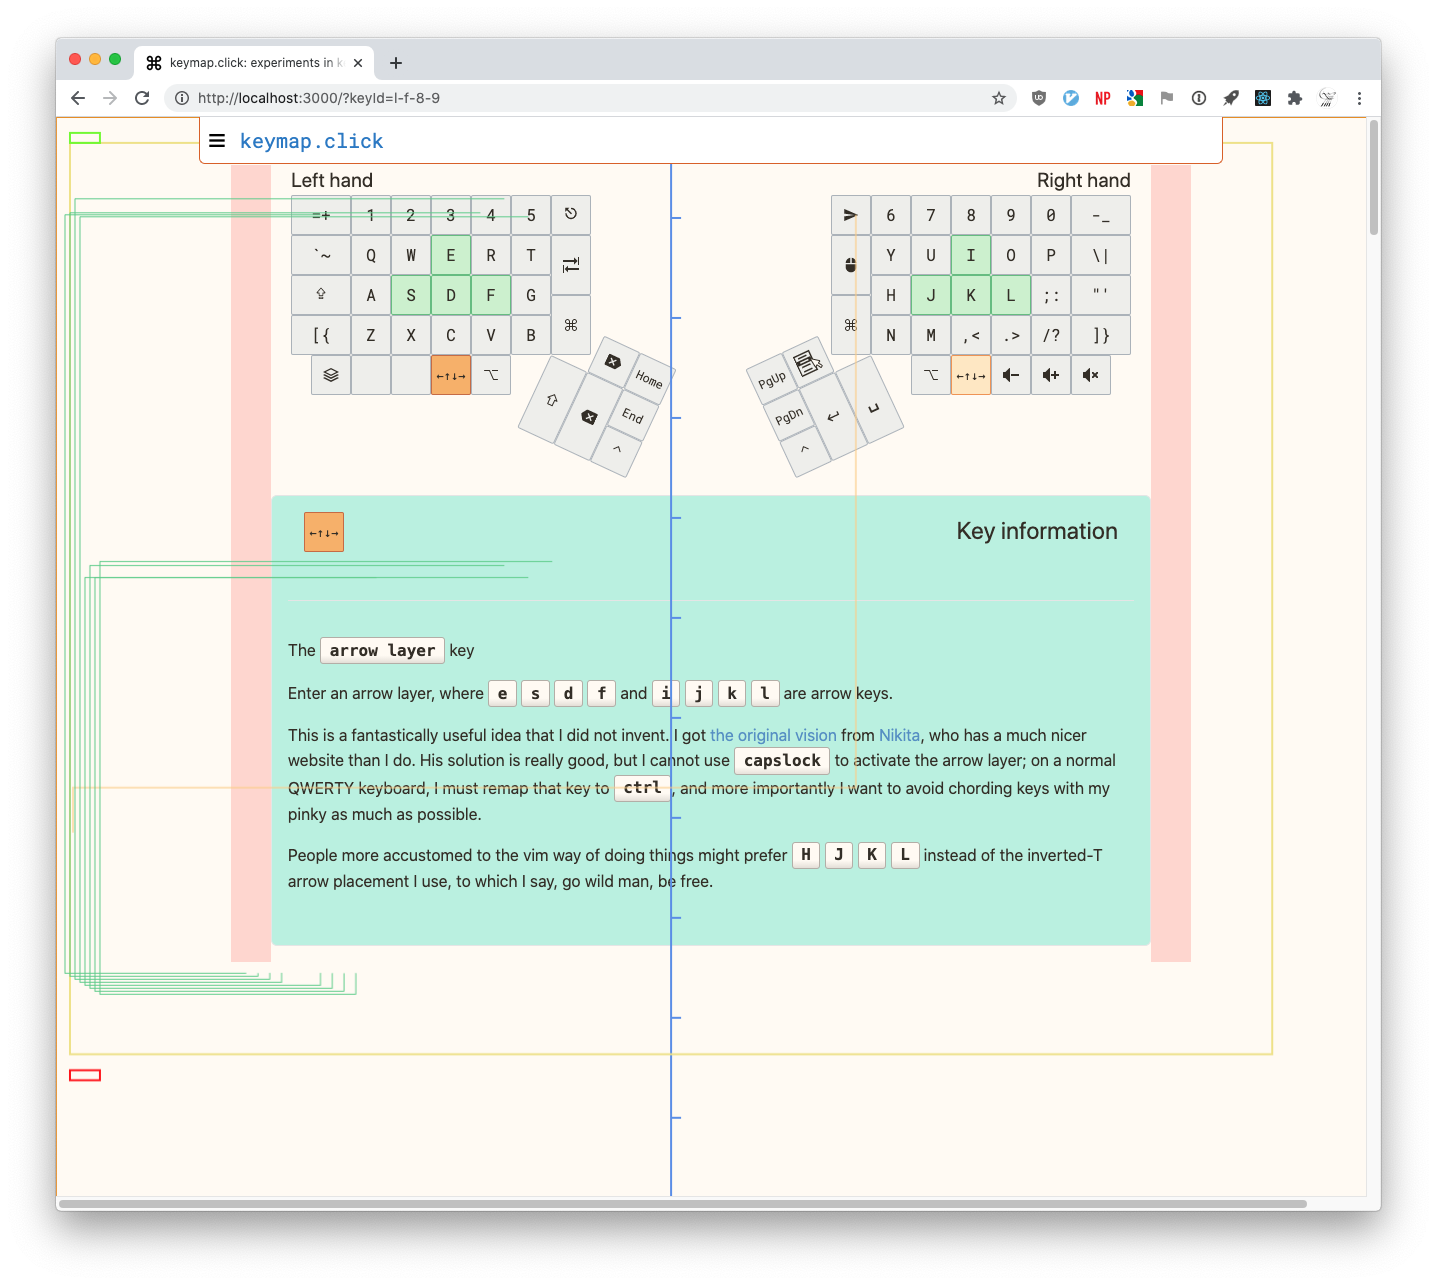 keymap.click: experiments in k
http://localhost:3000/?keyId=l-f-8-9
NP
keymap.click
Left hand
Right hand
=+ 1 2 3 4 5
6 7 8 9 0 -_
`~ Q W E R T
Y U I O P \|
A S D F G
H J K L ;: "'
[{ Z X C V B
N M ,< .> /? ]}
←↑↓→
←↑↓→
Home
End
PgUp
PgDn
←↑↓→
Key information
The arrow layer key
Enter an arrow layer, where e s d f and i j k l are arrow keys.
This is a fantastically useful idea that I did not invent. I got the original vision from Nikita, who has a much nicer
website than I do. His solution is really good, but I cannot use capslock to activate the arrow layer; on a normal
QWERTY keyboard, I must remap that key to ctrl, and more importantly I want to avoid chording keys with my
pinky as much as possible.
People more accustomed to the vim way of doing things might prefer H J K L instead of the inverted-T
arrow placement I use, to which I say, go wild man, be free.